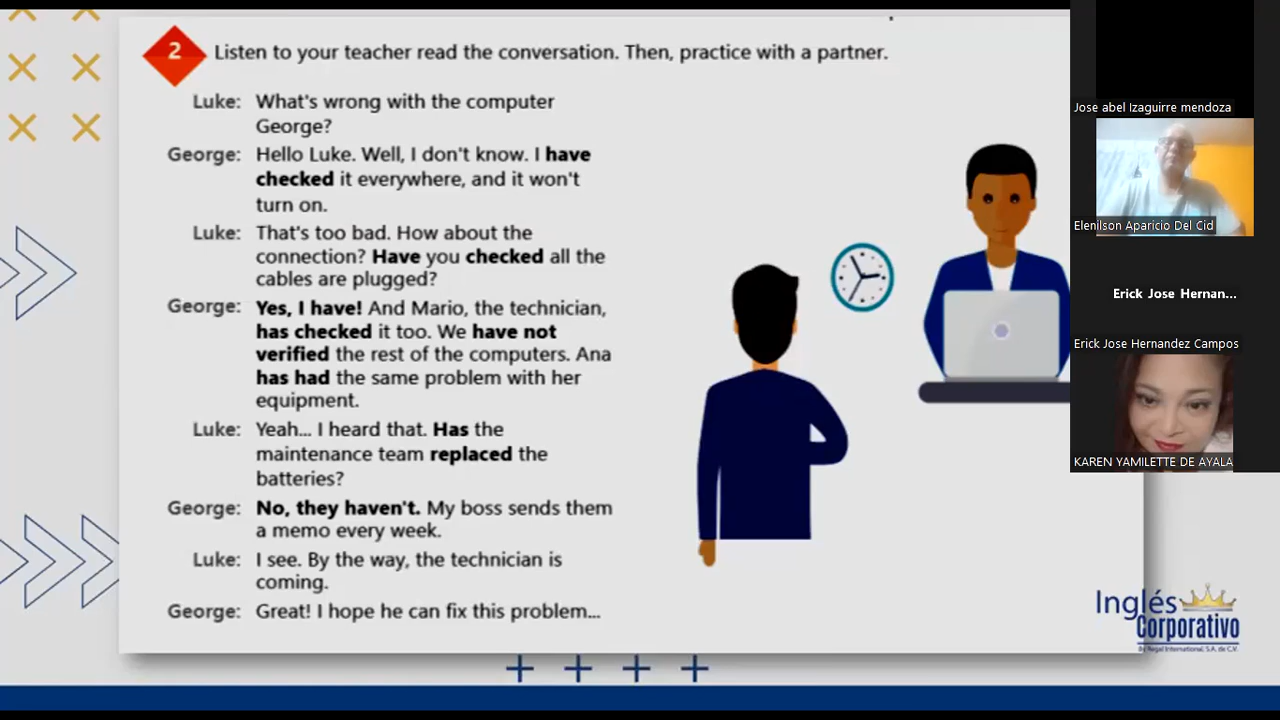 2
Listen to your teacher read the conversation. Then, practice with a partner.
Luke: What's wrong with the computer
George?
George: Hello Luke. Well, I don't know. I have
checked it everywhere, and it won't
turn on.
Luke: That's too bad. How about the
connection? Have you checked all the
cables are plugged?
George: Yes, I have! And Mario, the technician,
has checked it too. We have not
verified the rest of the computers. Ana
has had the same problem with her
equipment.
Luke: Yeah... I heard that. Has the
maintenance team replaced the
batteries?
George: No, they haven't. My boss sends them
a memo every week.
Luke: I see. By the way, the technician is
coming.
George: Great! I hope he can fix this problem...
Jose abel Izaguirre mendoza
Elenilson Aparicio Del Cid
Erick Jose Hernan...
Erick Jose Hernandez Campos
KAREN YAMILETTE DE AYALA
Inglés
Corporativo
By Regal International, S.A. de C.V.